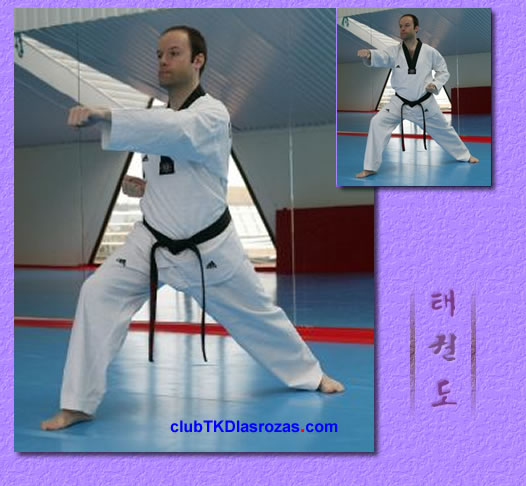 clubTKDlasrozas.com
태
권
도